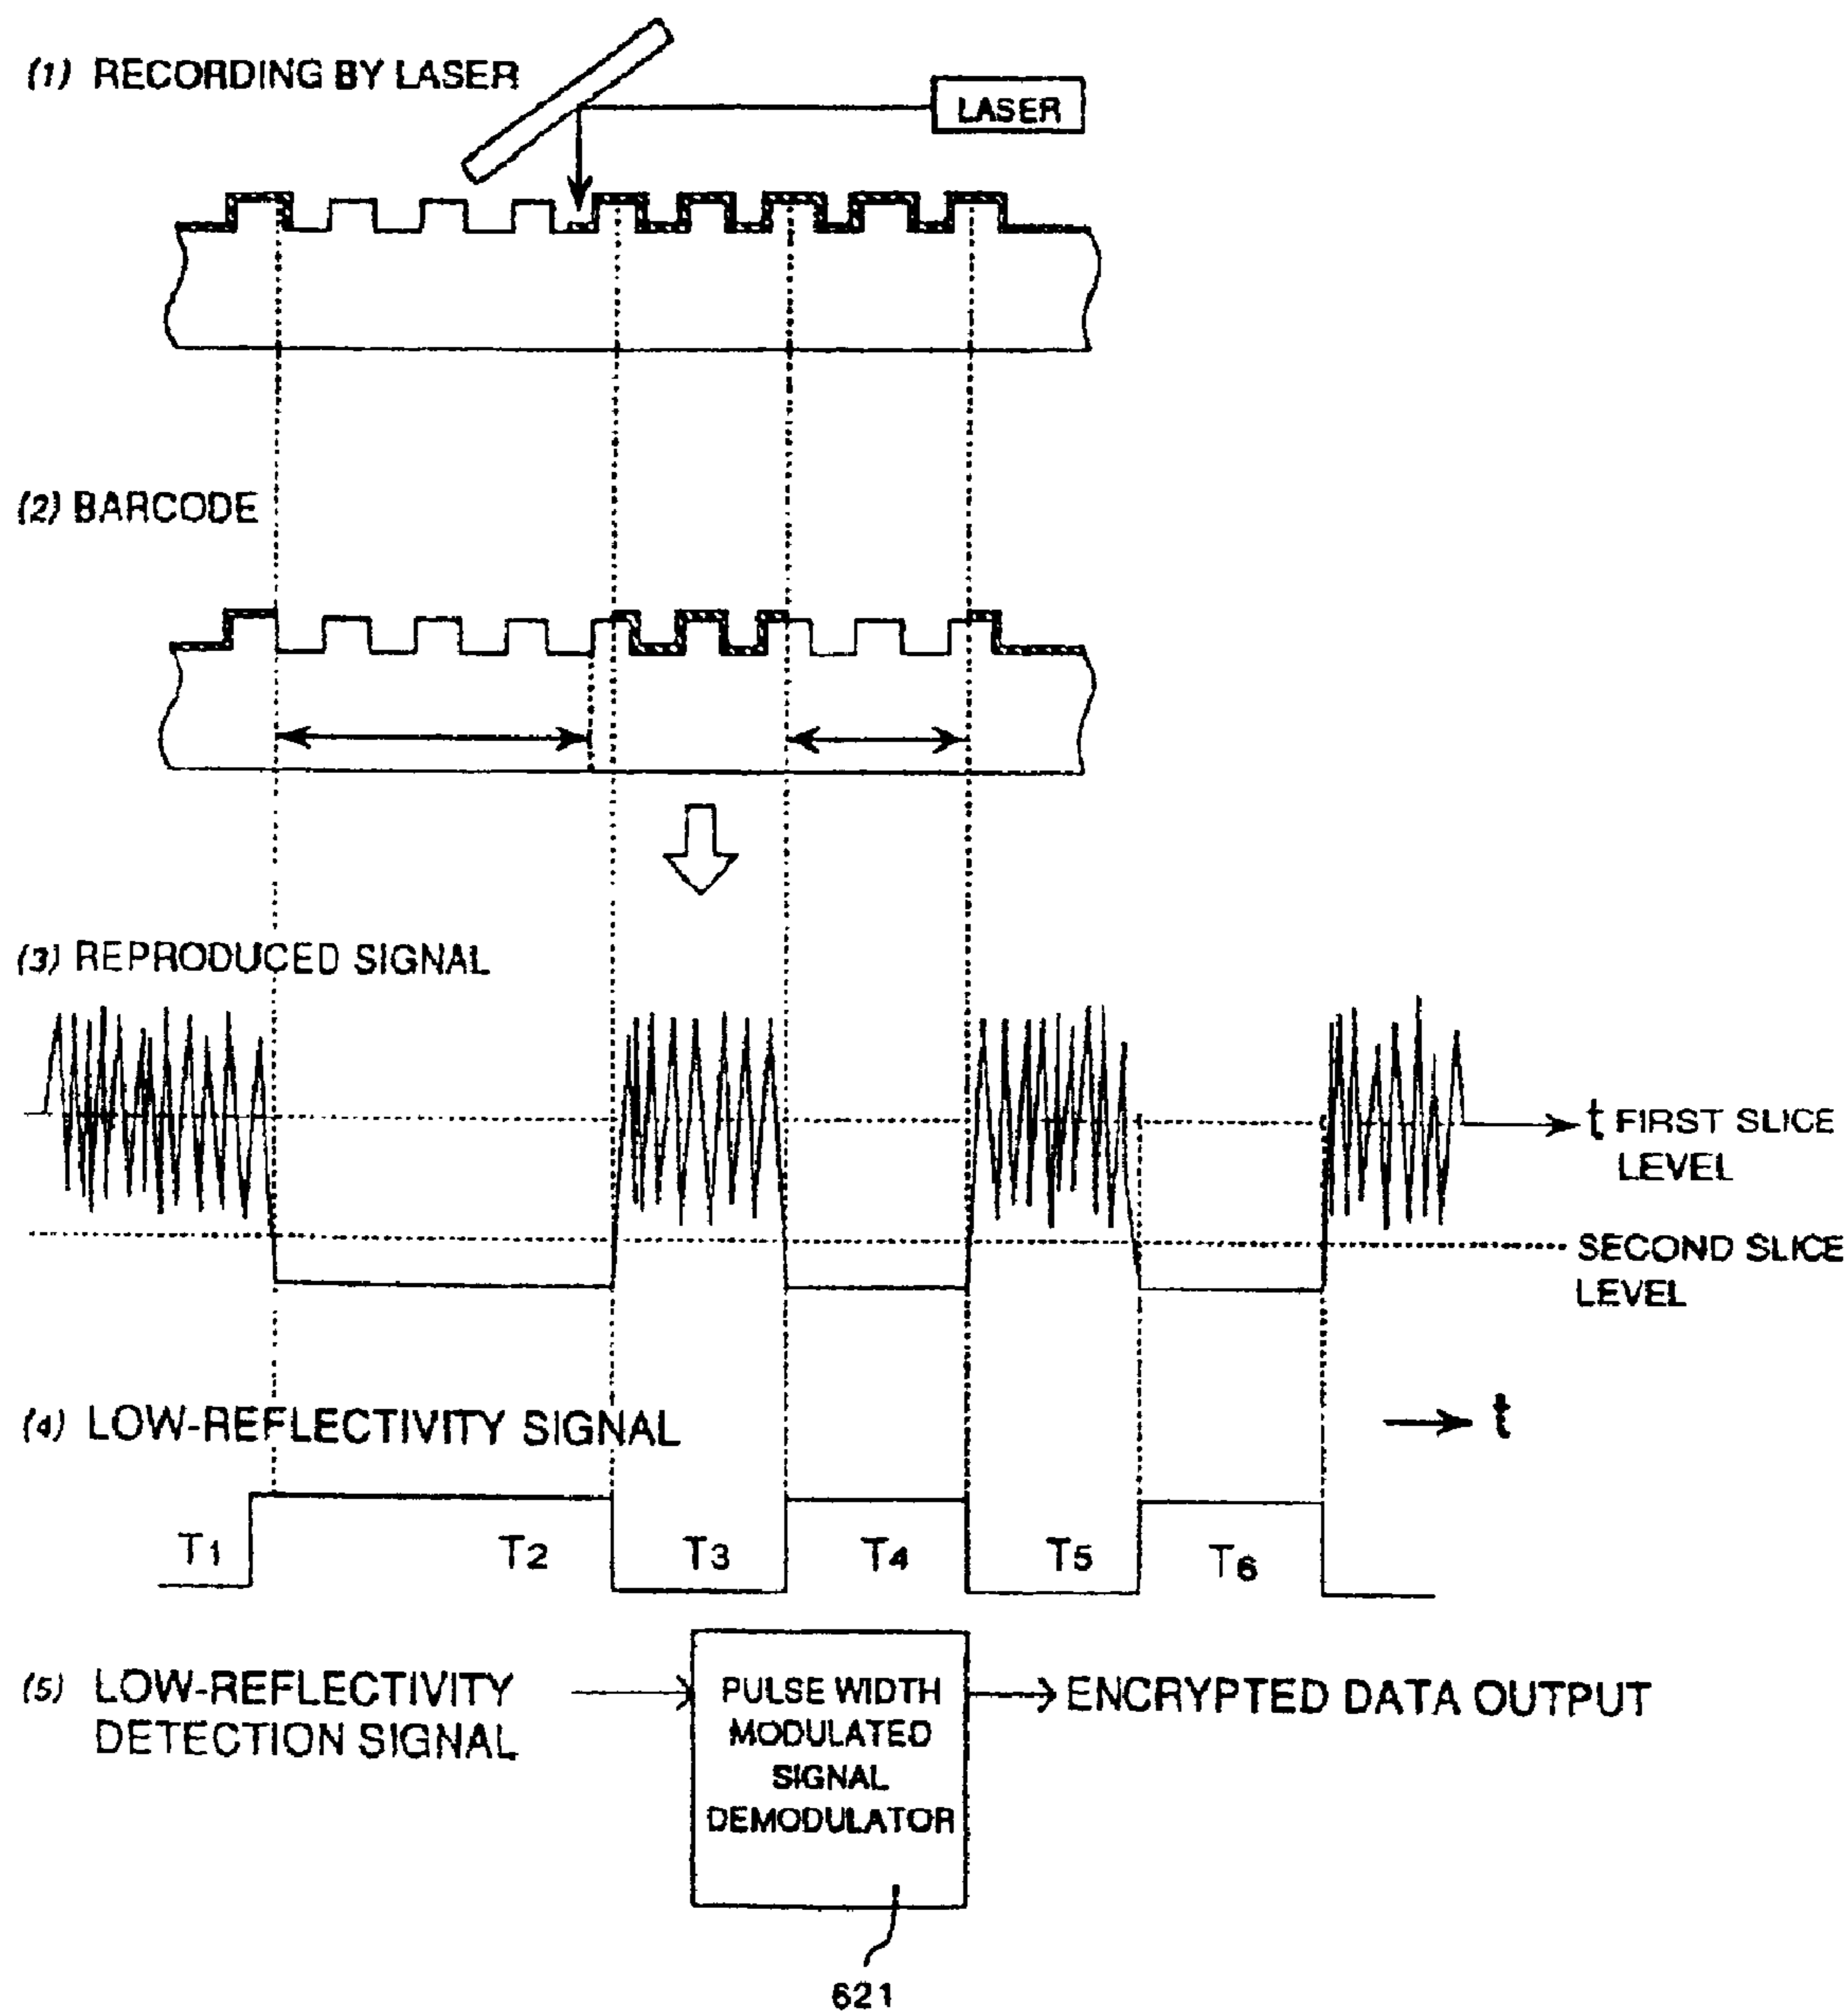 (1) RECORDING BY LASER
LASER
(2) BARCODE
(3) REPRODUCED SIGNAL
t FIRST SLICE
LEVEL
SECOND SLICE
LEVEL
(4) LOW-REFLECTIVITY SIGNAL
t
T1
T2
T3
T4
T5
T6
(5) LOW-REFLECTIVITY
DETECTION SIGNAL
PULSE WIDTH
MODULATED
SIGNAL
DEMODULATOR
ENCRYPTED DATA OUTPUT
621